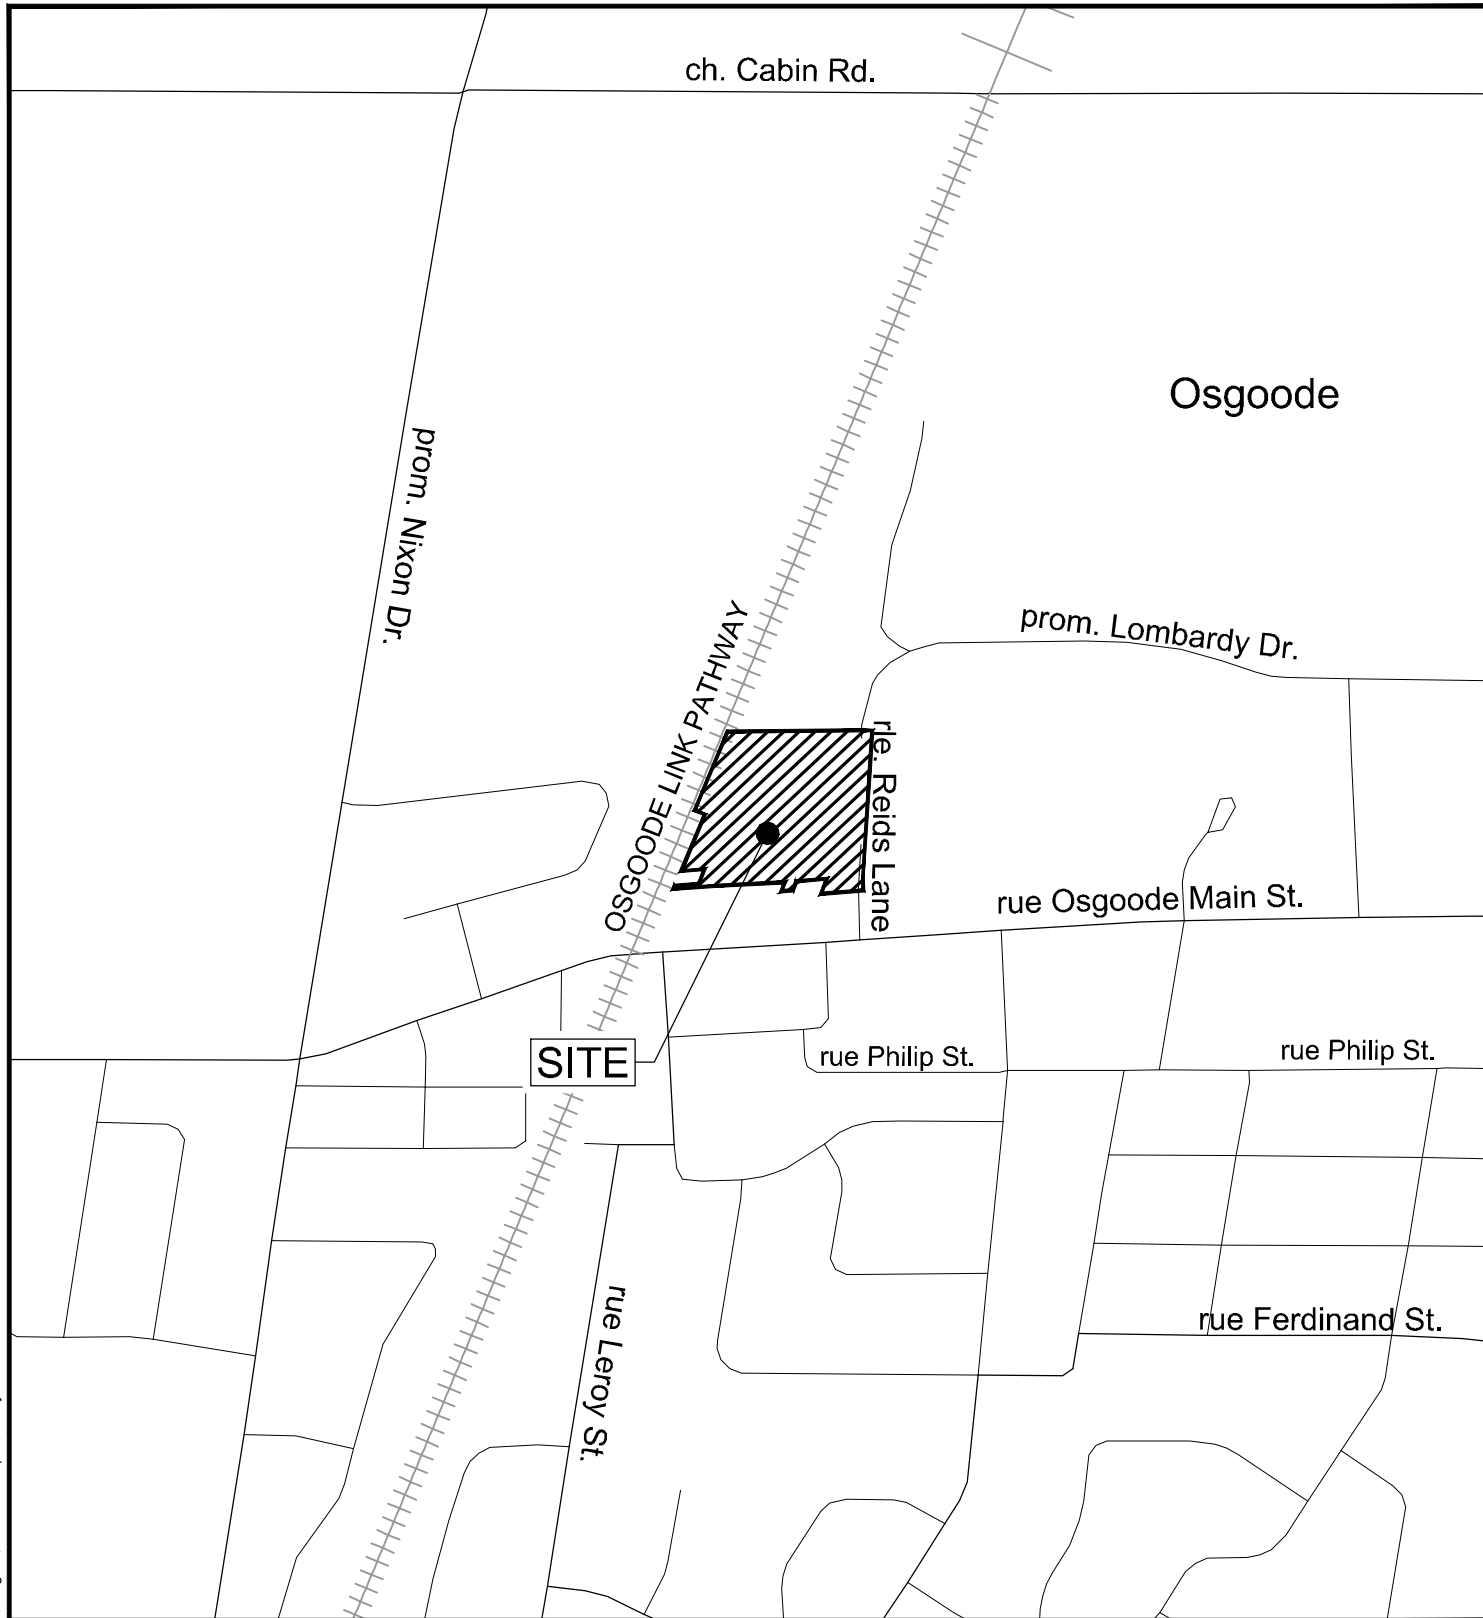 ch. Cabin Rd.
Osgoode
prom. Nixon Dr.
OSGOODE LINK PATHWAY
prom. Lombardy Dr.
rle. Reids Lane
rue Osgoode Main St.
SITE
rue Philip St.
rue Philip St.
rue Leroy St.
rue Ferdinand St.